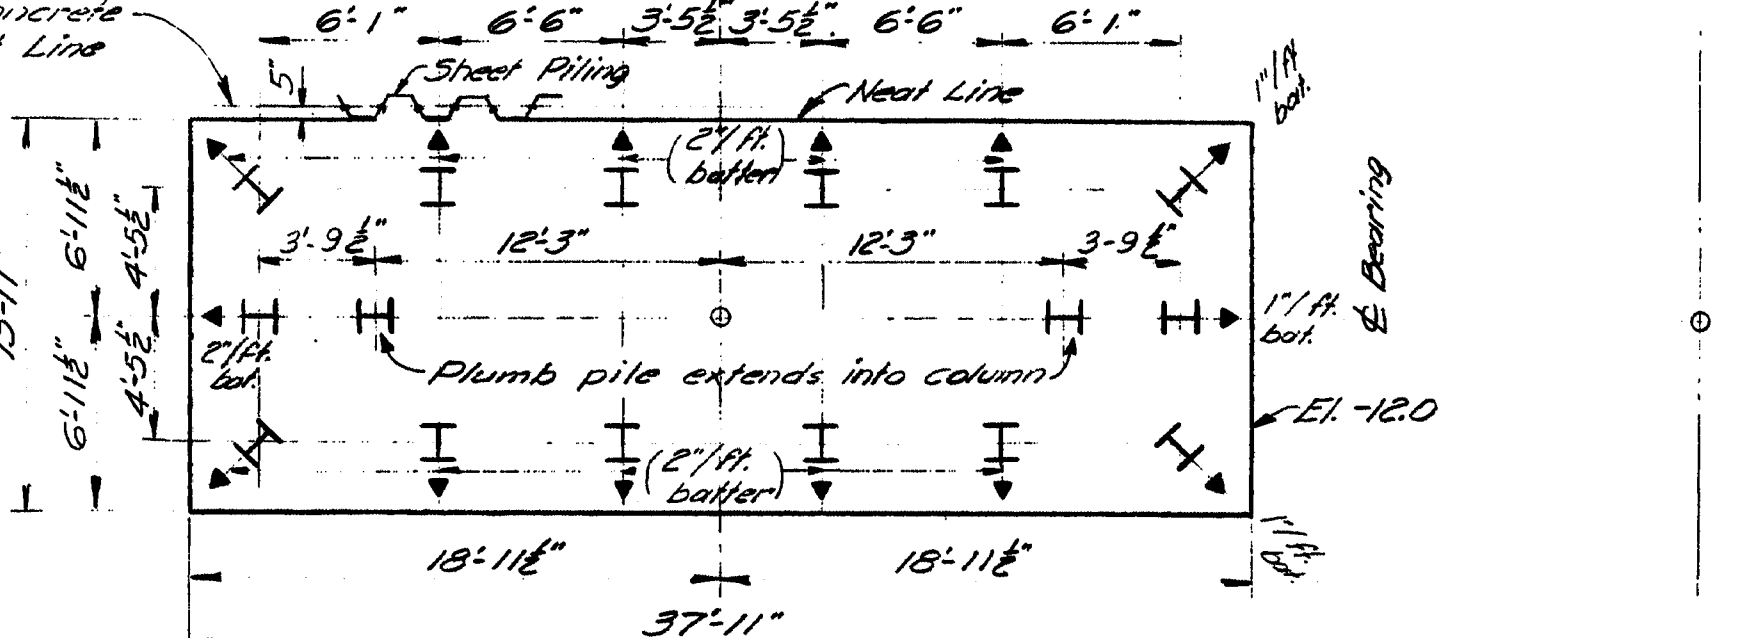 Line
6'-1" 6'-6" 3'-5½" 3'-5½" 6'-6" 6'-1"
5"
Sheet Piling
Neat Line
1"/ft
bat.
(2"/ft.
batter)
6'-11½"
4'-5½"
3'-9½" 12'-3" 12'-3" 3-9½"
℄ Bearing
2"/ft.
bat.
1"/ft.
bat.
Plumb pile extends into column
6'-11½"
4'-5½"
El. -12.0
(2"/ft.
batter)
18'-11½" 18'-11½"
1"/ft.
bat.
37'-11"